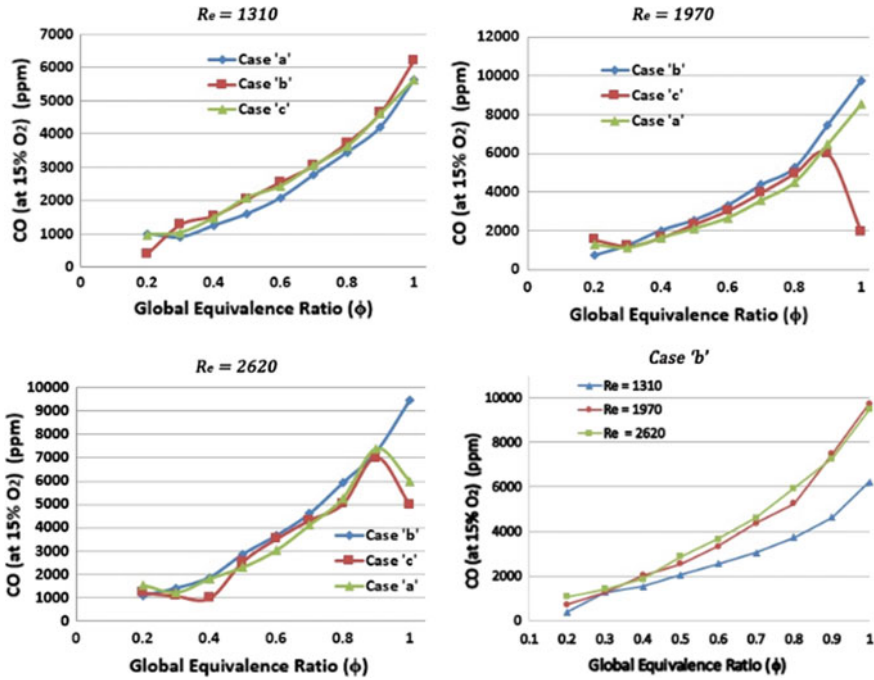 Re = 1310
7000
6000
5000
4000
3000
2000
1000
0
CO (at 15% O2) (ppm)
Case 'a'
Case 'b'
Case 'c'
0 0.2 0.4 0.6 0.8 1
Global Equivalence Ratio (ϕ)
Re = 1970
12000
10000
8000
6000
4000
2000
0
CO (at 15% O2) (ppm)
Case 'b'
Case 'c'
Case 'a'
0 0.2 0.4 0.6 0.8 1
Global Equivalence Ratio (ϕ)
Re = 2620
10000
9000
8000
7000
6000
5000
4000
3000
2000
1000
0
CO (at 15% O2) (ppm)
Case 'b'
Case 'c'
Case 'a'
0 0.2 0.4 0.6 0.8 1
Global Equivalence Ratio (ϕ)
Case 'b'
10000
8000
6000
4000
2000
0
CO (at 15% O2) (ppm)
Re = 1310
Re = 1970
Re = 2620
0.1 0.2 0.3 0.4 0.5 0.6 0.7 0.8 0.9 1
Global Equivalence Ratio (ϕ)